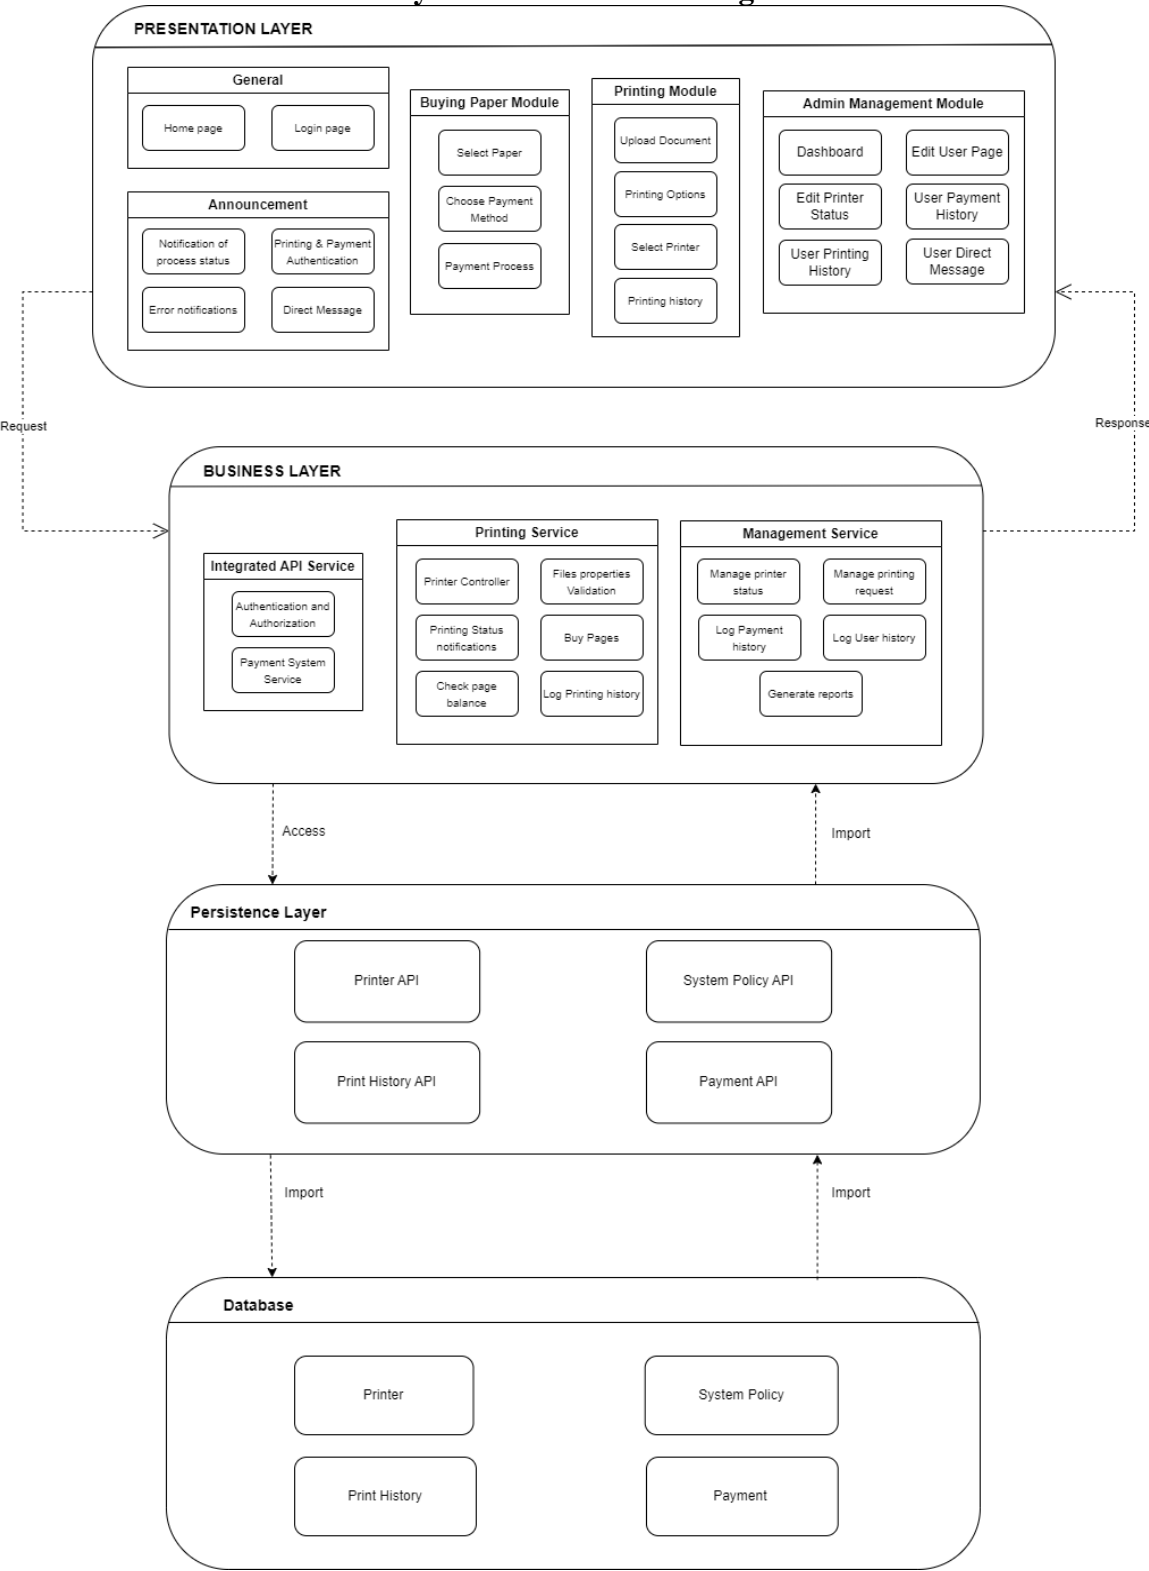 PRESENTATION LAYER
General
Home page
Login page
Announcement
Notification of
process status
Printing & Payment
Authentication
Error notifications
Direct Message
Buying Paper Module
Select Paper
Choose Payment
Method
Payment Process
Printing Module
Upload Document
Printing Options
Select Printer
Printing history
Admin Management Module
Dashboard
Edit User Page
Edit Printer
Status
User Payment
History
User Printing
History
User Direct
Message
Request
Response
BUSINESS LAYER
Integrated API Service
Authentication and
Authorization
Payment System
Service
Printing Service
Printer Controller
Files properties
Validation
Printing Status
notifications
Buy Pages
Check page
balance
Log Printing history
Management Service
Manage printer
status
Manage printing
request
Log Payment
history
Log User history
Generate reports
Access
Import
Persistence Layer
Printer API
System Policy API
Print History API
Payment API
Import
Import
Database
Printer
System Policy
Print History
Payment